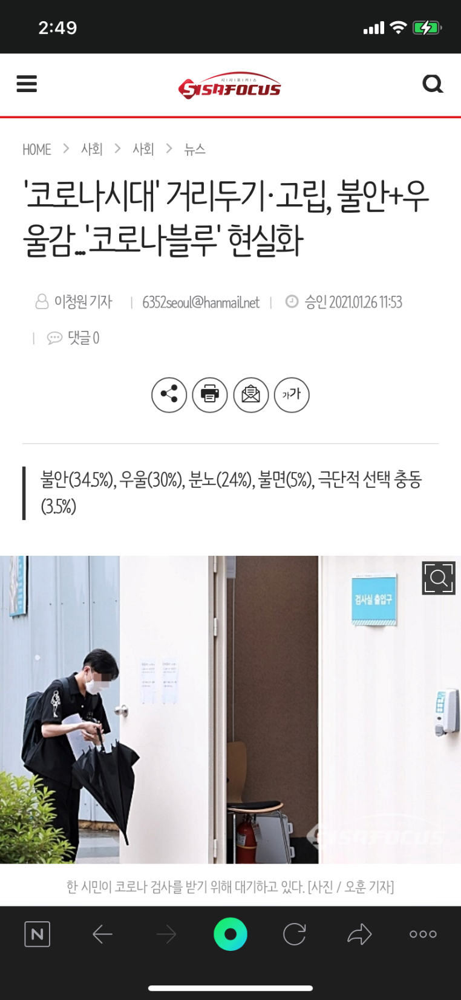 2:49
시사포커스
SISAFOCUS
HOME > 사회 > 사회 > 뉴스
'코로나시대' 거리두기·고립, 불안+우
울감...'코로나블루' 현실화
이청원 기자 | 6352seoul@hanmail.net | 승인 2021.01.26 11:53
| 댓글 0
가가
불안(34.5%), 우울(30%), 분노(24%), 불면(5%), 극단적 선택 충동
(3.5%)
검사실 출입구
SISAFOCUS
한 시민이 코로나 검사를 받기 위해 대기하고 있다. [사진 / 오훈 기자]
N